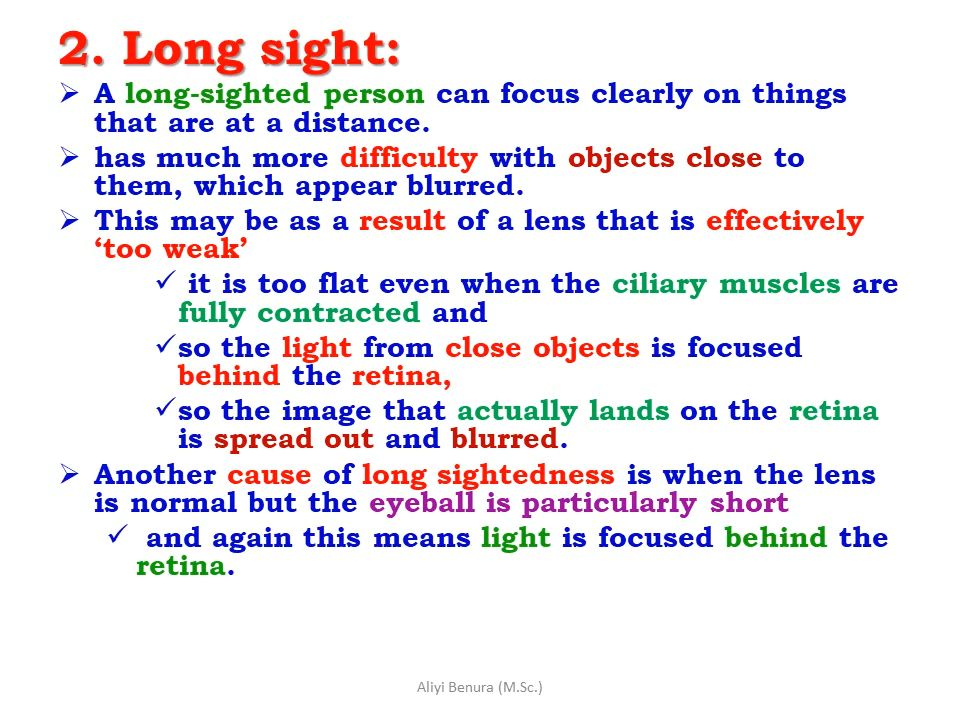 2. Long sight:
➢ A long-sighted person can focus clearly on things
that are at a distance.
➢ has much more difficulty with objects close to
them, which appear blurred.
➢ This may be as a result of a lens that is effectively
‘too weak’
✓ it is too flat even when the ciliary muscles are
fully contracted and
✓so the light from close objects is focused
behind the retina,
✓so the image that actually lands on the retina
is spread out and blurred.
➢ Another cause of long sightedness is when the lens
is normal but the eyeball is particularly short
✓ and again this means light is focused behind the
retina.
Aliyi Benura (M.Sc.)